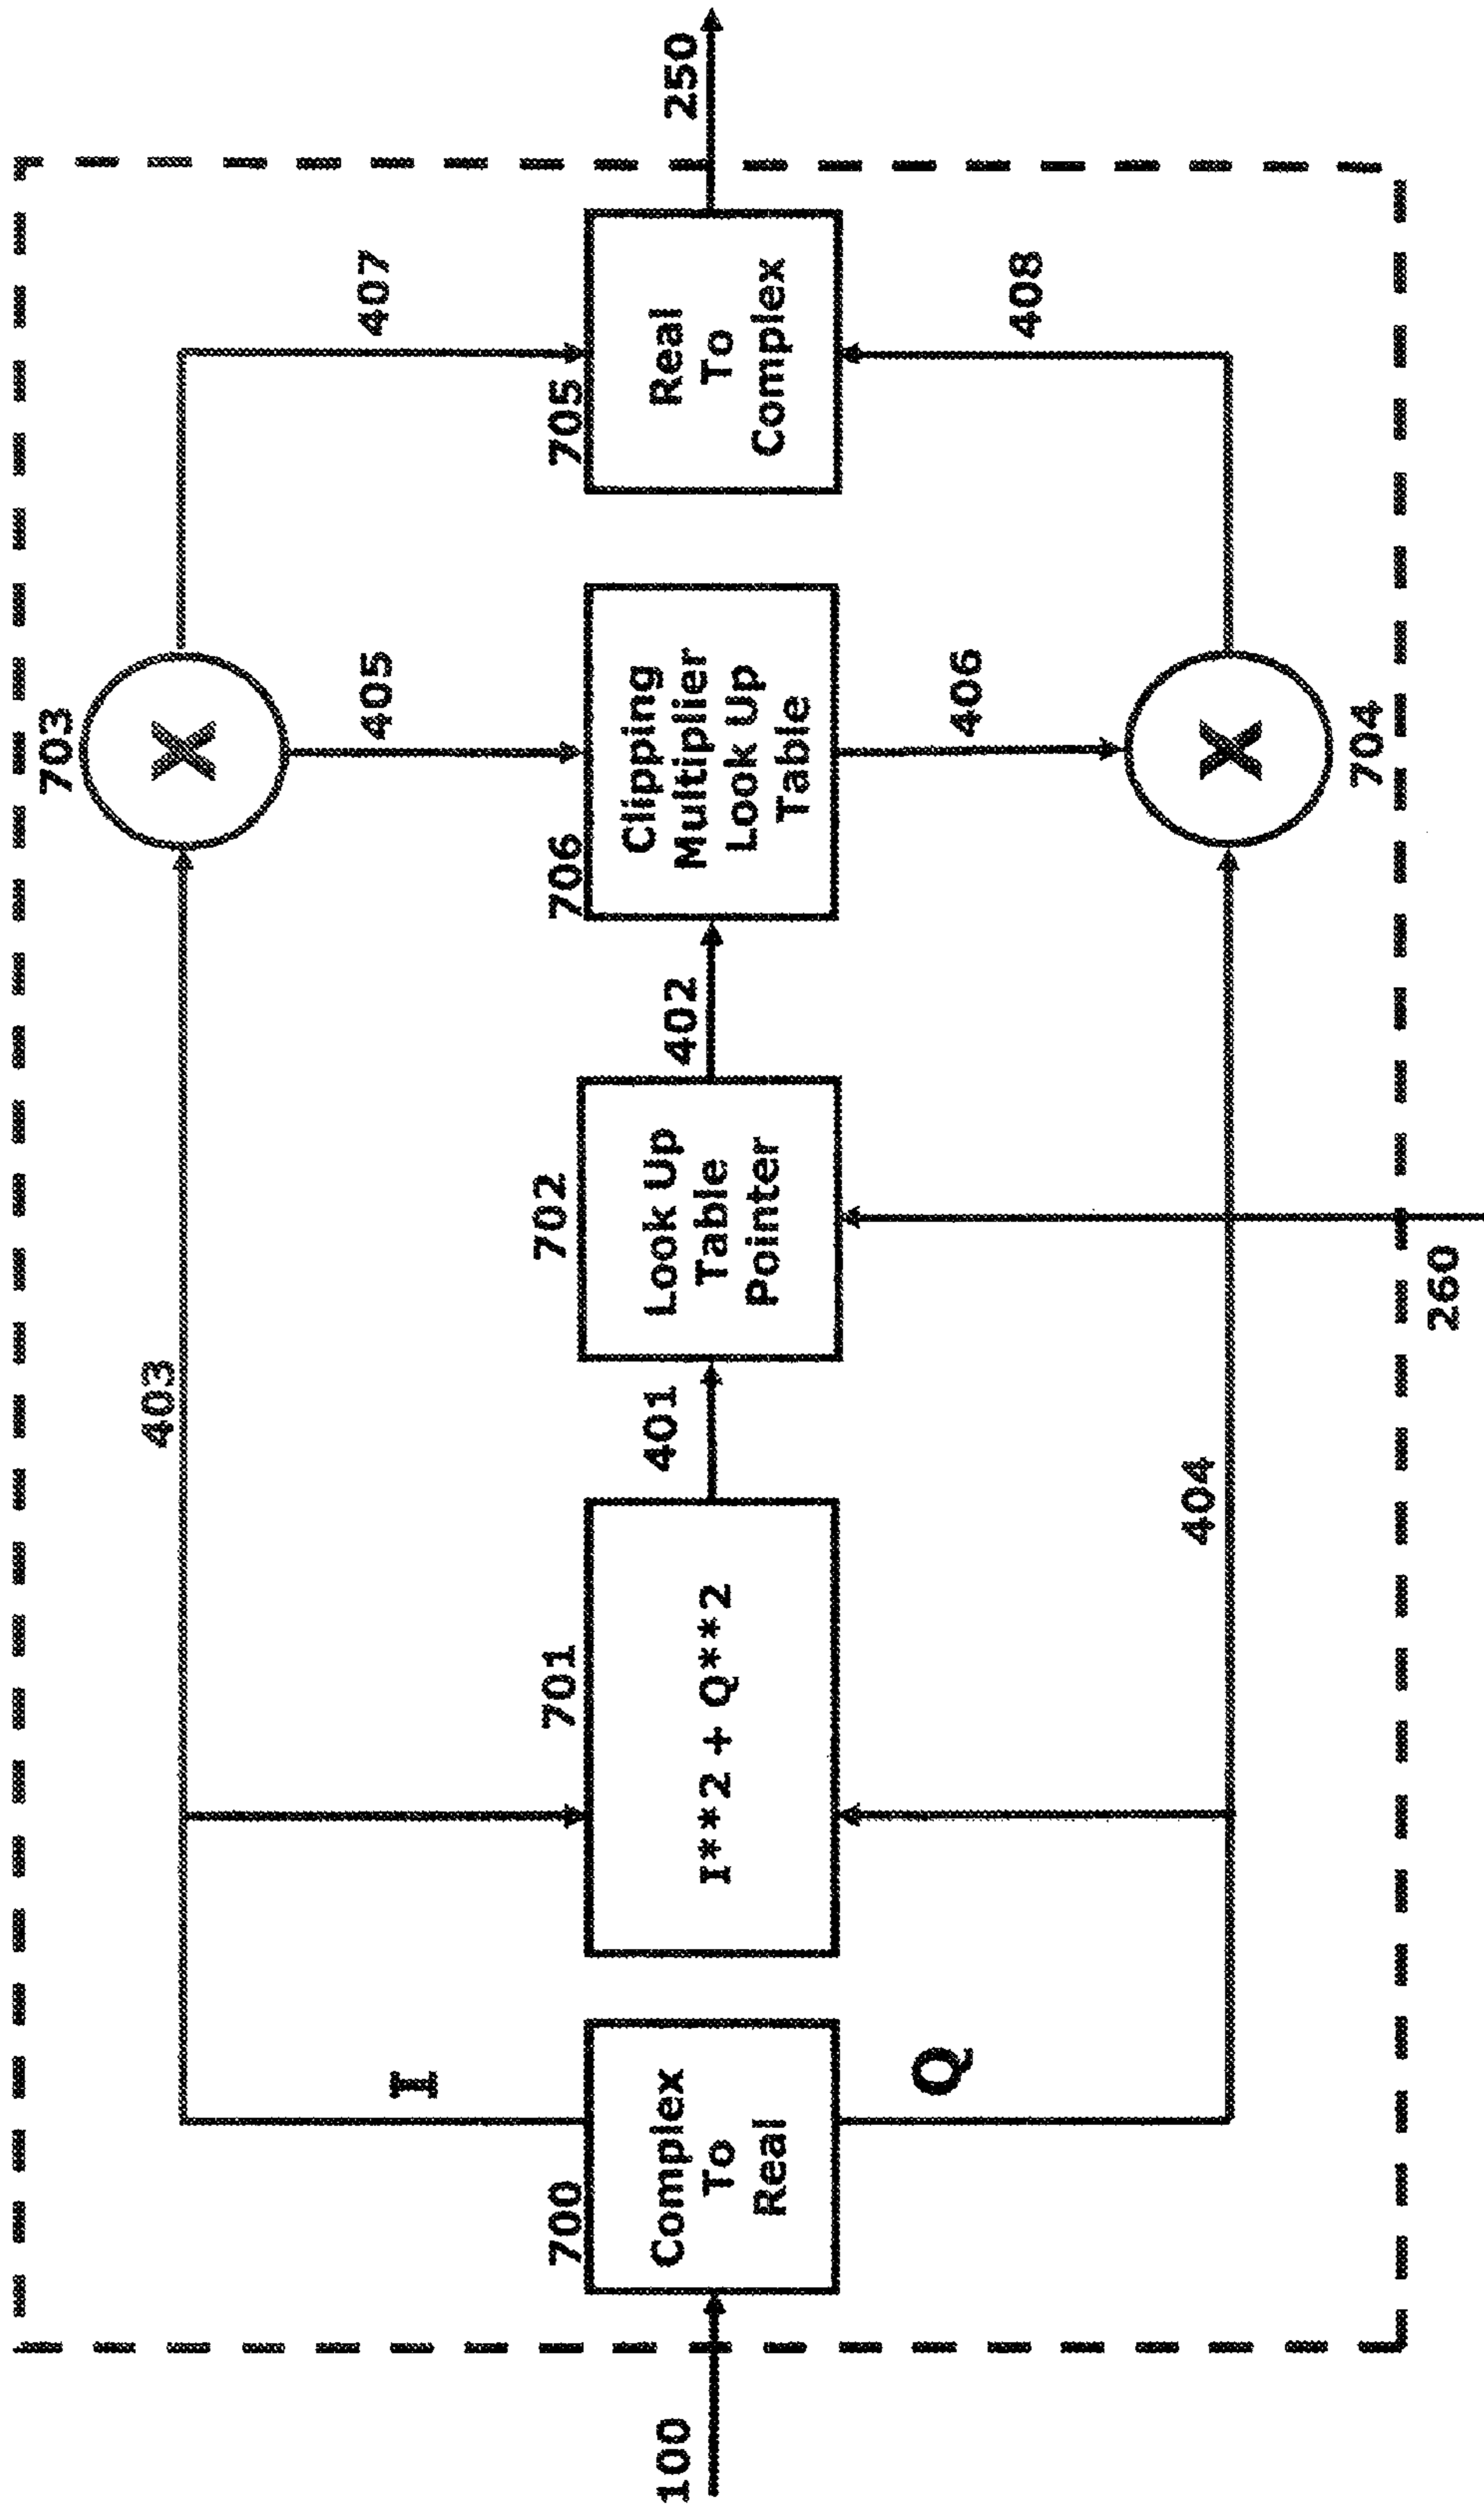 703
403
407
I
405
700
Complex
To
Real
701
I**2 + Q**2
401
702
Look Up
Table
Pointer
402
706
Clipping
Multiplier
Look Up
Table
705
Real
To
Complex
100
250
Q
404
406
408
704
260